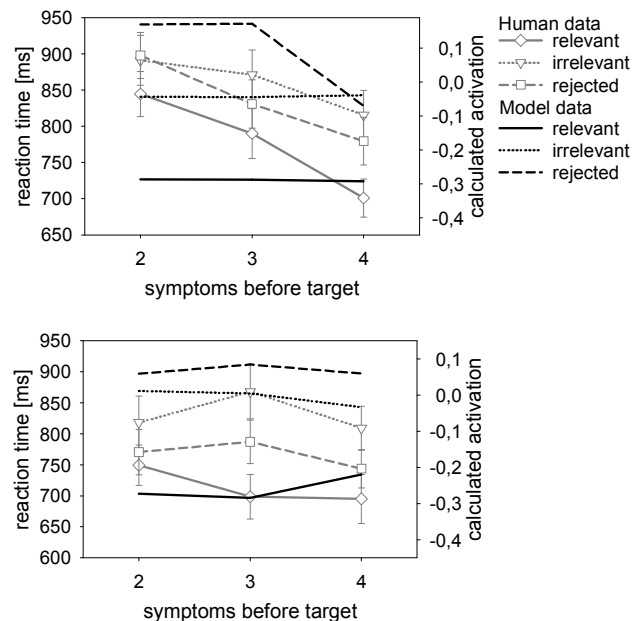 950
900
850
800
750
700
650
reaction time [ms]
0,1
0,0
-0,1
-0,2
-0,3
-0,4
calculated activation
2 3 4
symptoms before target
Human data
relevant
irrelevant
rejected
Model data
relevant
irrelevant
rejected
950
900
850
800
750
700
650
600
reaction time [ms]
0,1
0,0
-0,1
-0,2
-0,3
-0,4
calculated activation
2 3 4
symptoms before target